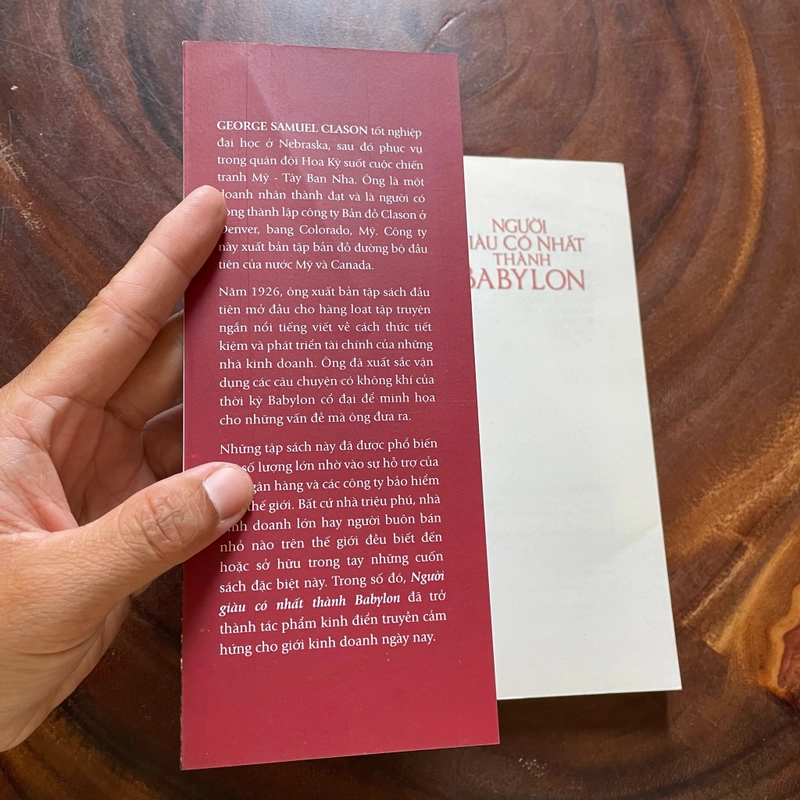 GEORGE SAMUEL CLASON tốt nghiệp
đại học ở Nebraska, sau đó phục vụ
trong quân đội Hoa Kỳ suốt cuộc chiến
tranh Mỹ - Tây Ban Nha. Ông là một
doanh nhân thành đạt và là người có
công thành lập công ty Bản đồ Clason ở
Denver, bang Colorado, Mỹ. Công ty
này xuất bản tập bản đồ đường bộ đầu
tiên của nước Mỹ và Canada.
Năm 1926, ông xuất bản tập sách đầu
tiên mở đầu cho hàng loạt tập truyện
ngắn nổi tiếng viết về cách thức tiết
kiệm và phát triển tài chính của những
nhà kinh doanh. Ông đã xuất sắc vận
dụng các câu chuyện có không khí của
thời kỳ Babylon cổ đại để minh họa
cho những vấn đề mà ông đưa ra.
Những tập sách này đã được phổ biến
số lượng lớn nhờ vào sự hỗ trợ của
ngân hàng và các công ty bảo hiểm
thế giới. Bất cứ nhà triệu phú, nhà
kinh doanh lớn hay người buôn bán
nhỏ nào trên thế giới đều biết đến
hoặc sở hữu trong tay những cuốn
sách đặc biệt này. Trong số đó, Người
giàu có nhất thành Babylon đã trở
thành tác phẩm kinh điển truyền cảm
hứng cho giới kinh doanh ngày nay.
NGƯỜI
GIÀU CÓ NHẤT
THÀNH
BABYLON